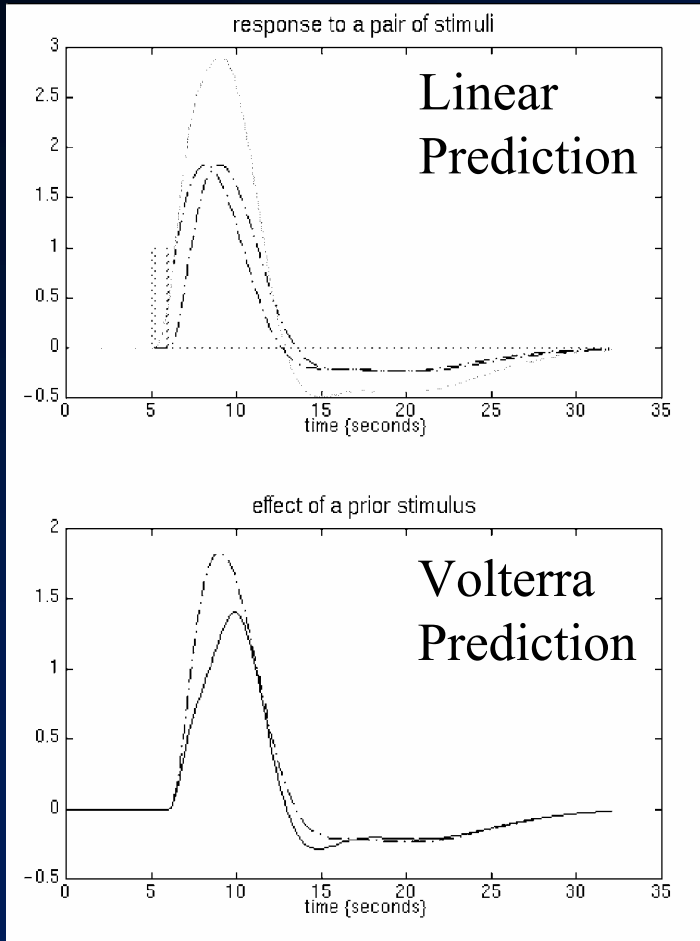 response to a pair of stimuli
Linear
Prediction
3
2.5
2
1.5
1
0.5
0
-0.5
0 5 10 15 20 25 30 35
time {seconds}
effect of a prior stimulus
Volterra
Prediction
2
1.5
1
0.5
0
-0.5
0 5 10 15 20 25 30 35
time {seconds}